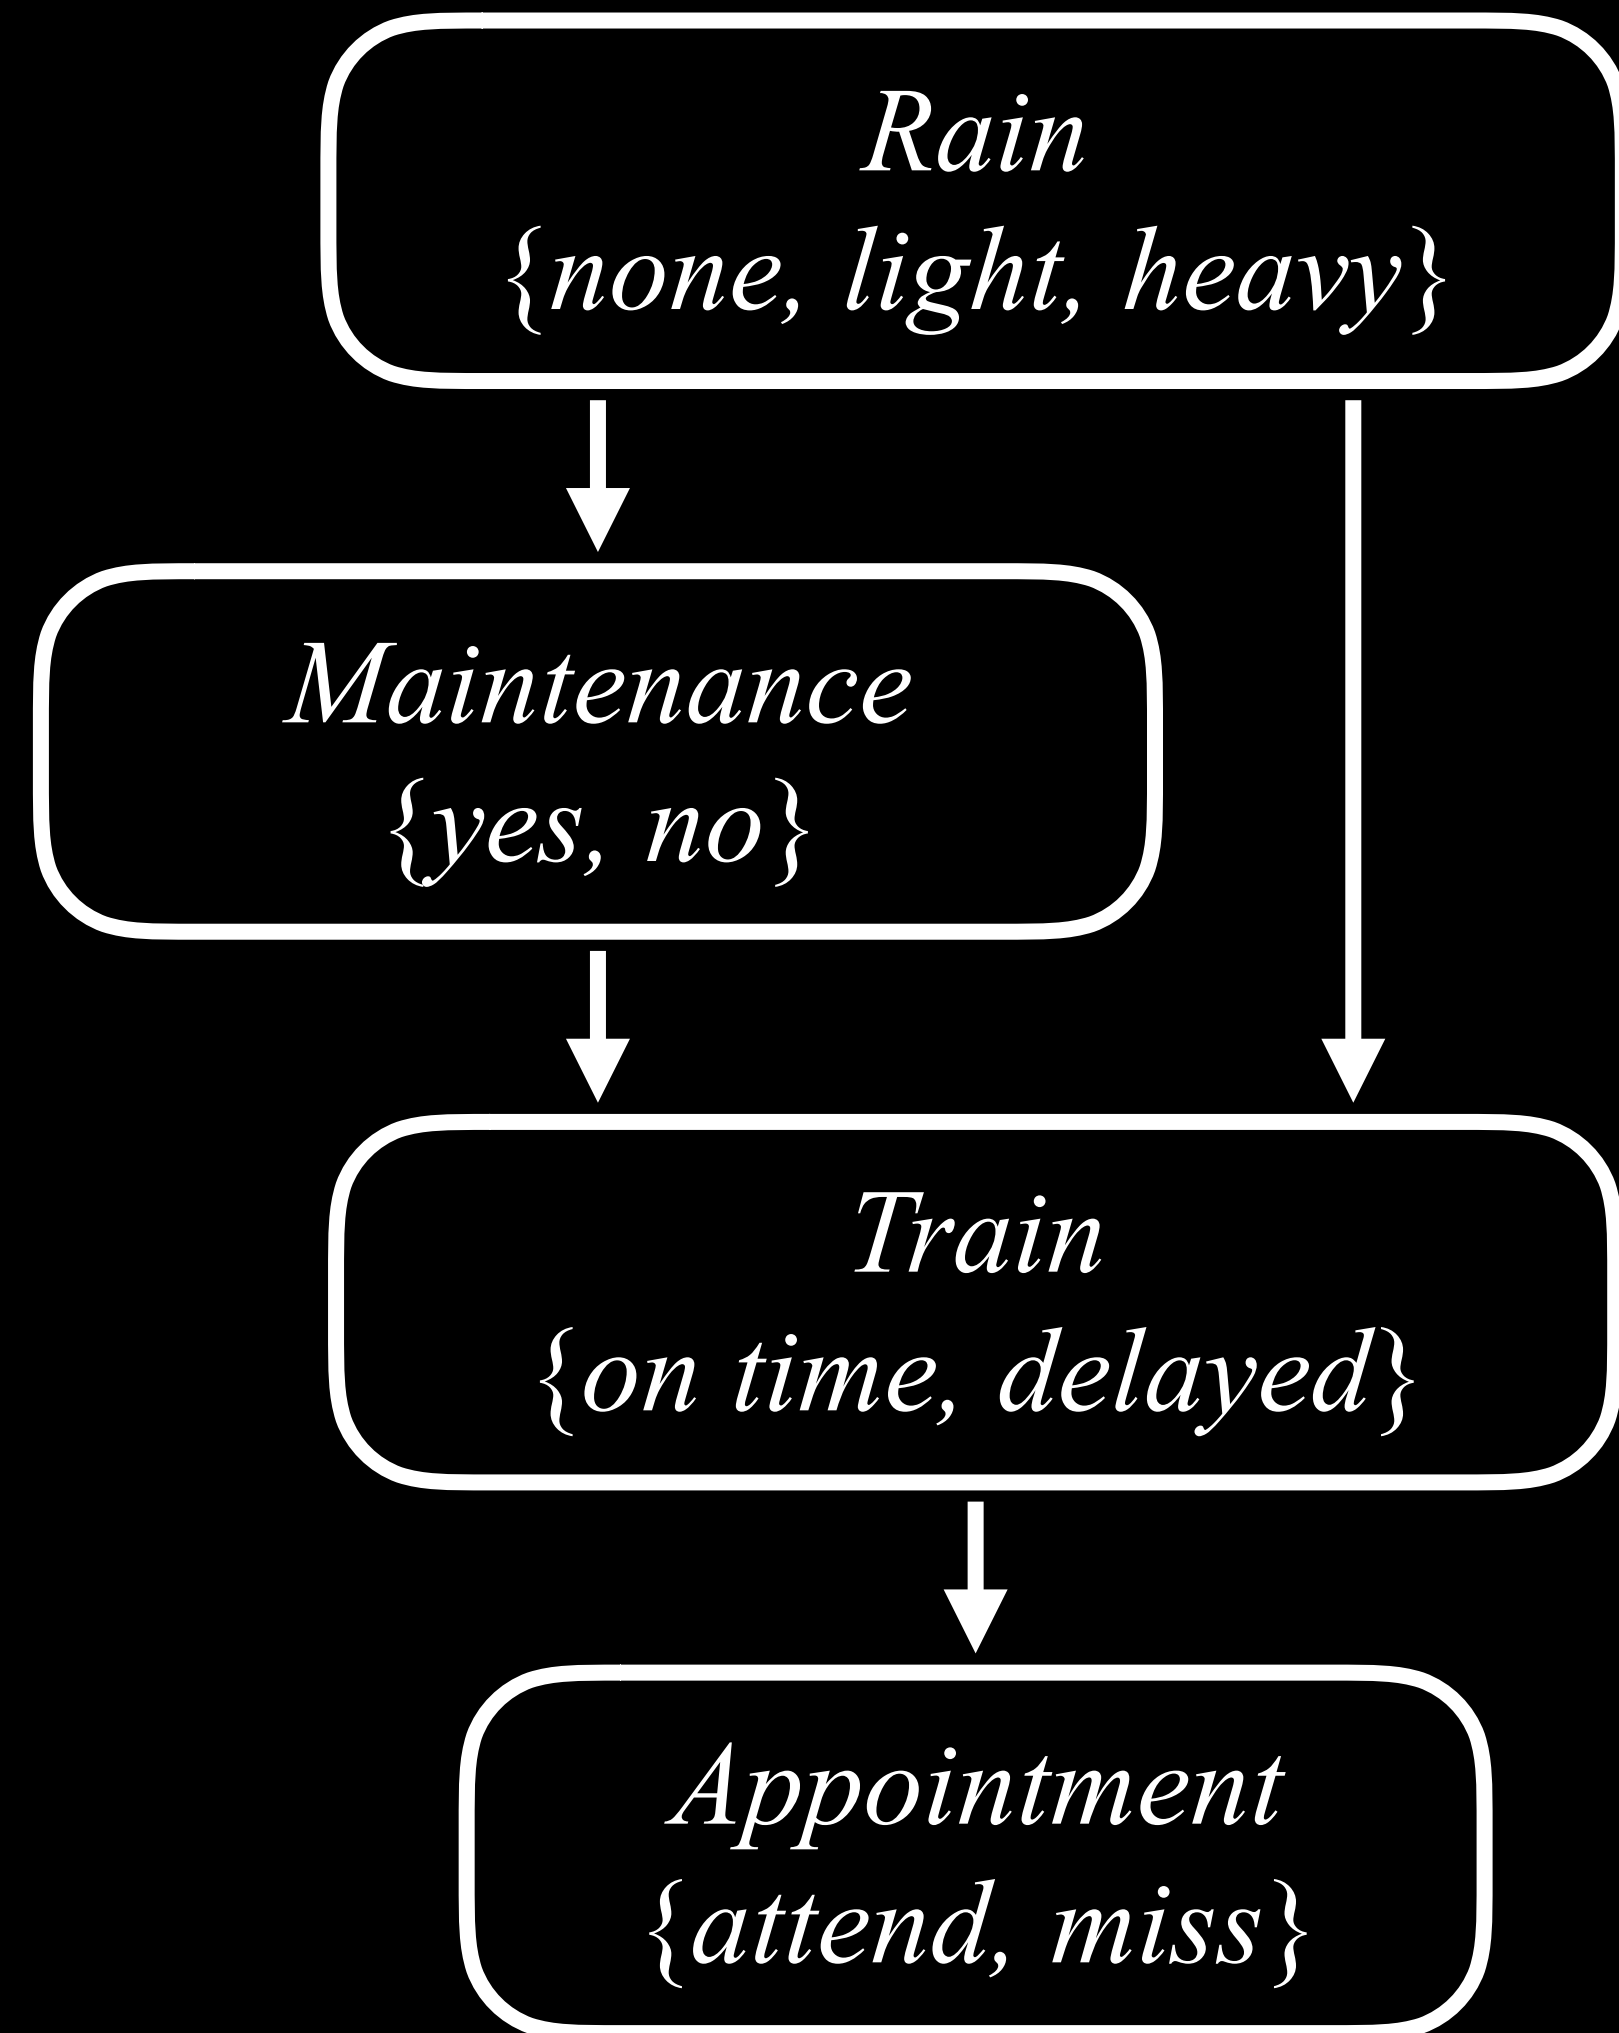 Rain
{none, light, heavy}
Maintenance
{yes, no}
Train
{on time, delayed}
Appointment
{attend, miss}